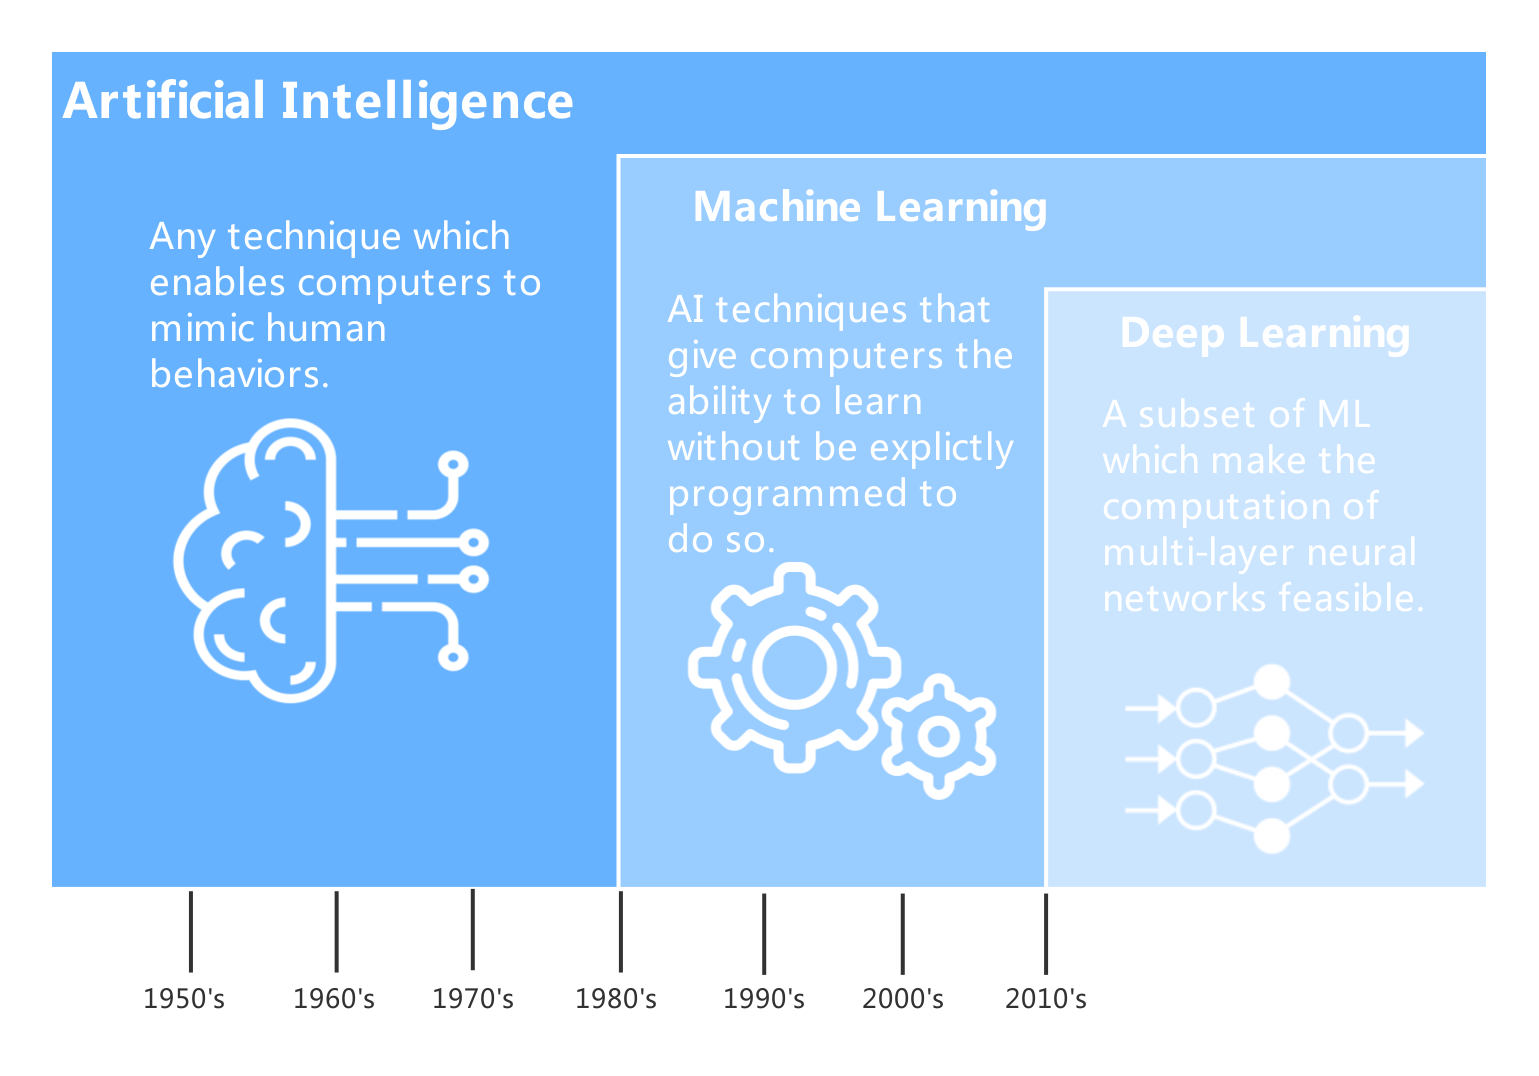 Artificial Intelligence
Any technique which
enables computers to
mimic human
behaviors.
Machine Learning
AI techniques that
give computers the
ability to learn
without be explictly
programmed to
do so.
Deep Learning
A subset of ML
which make the
computation of
multi-layer neural
networks feasible.
1950's
1960's
1970's
1980's
1990's
2000's
2010's